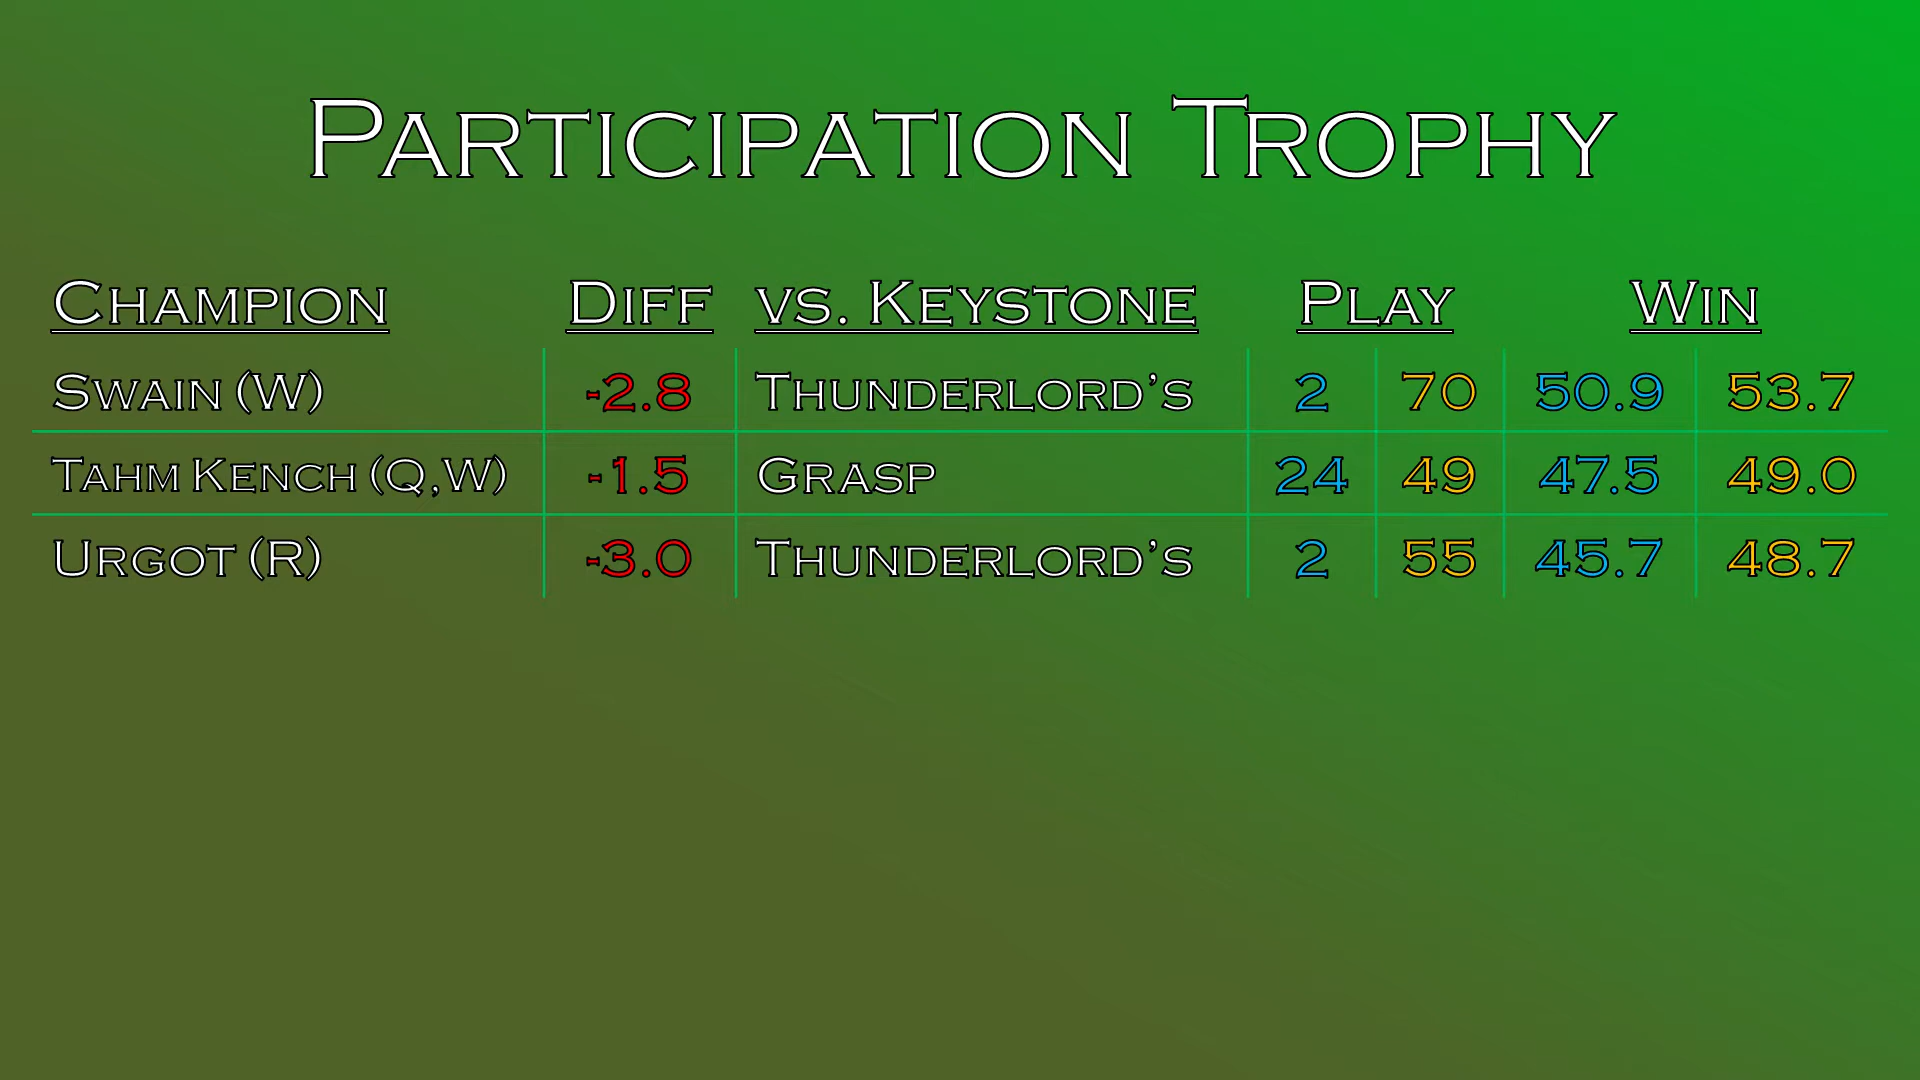 Participation Trophy
Champion Diff vs. Keystone Play Win
Swain (W) -2.8 Thunderlord's 2 70 50.9 53.7
Tahm Kench (Q,W) -1.5 Grasp 24 49 47.5 49.0
Urgot (R) -3.0 Thunderlord's 2 55 45.7 48.7